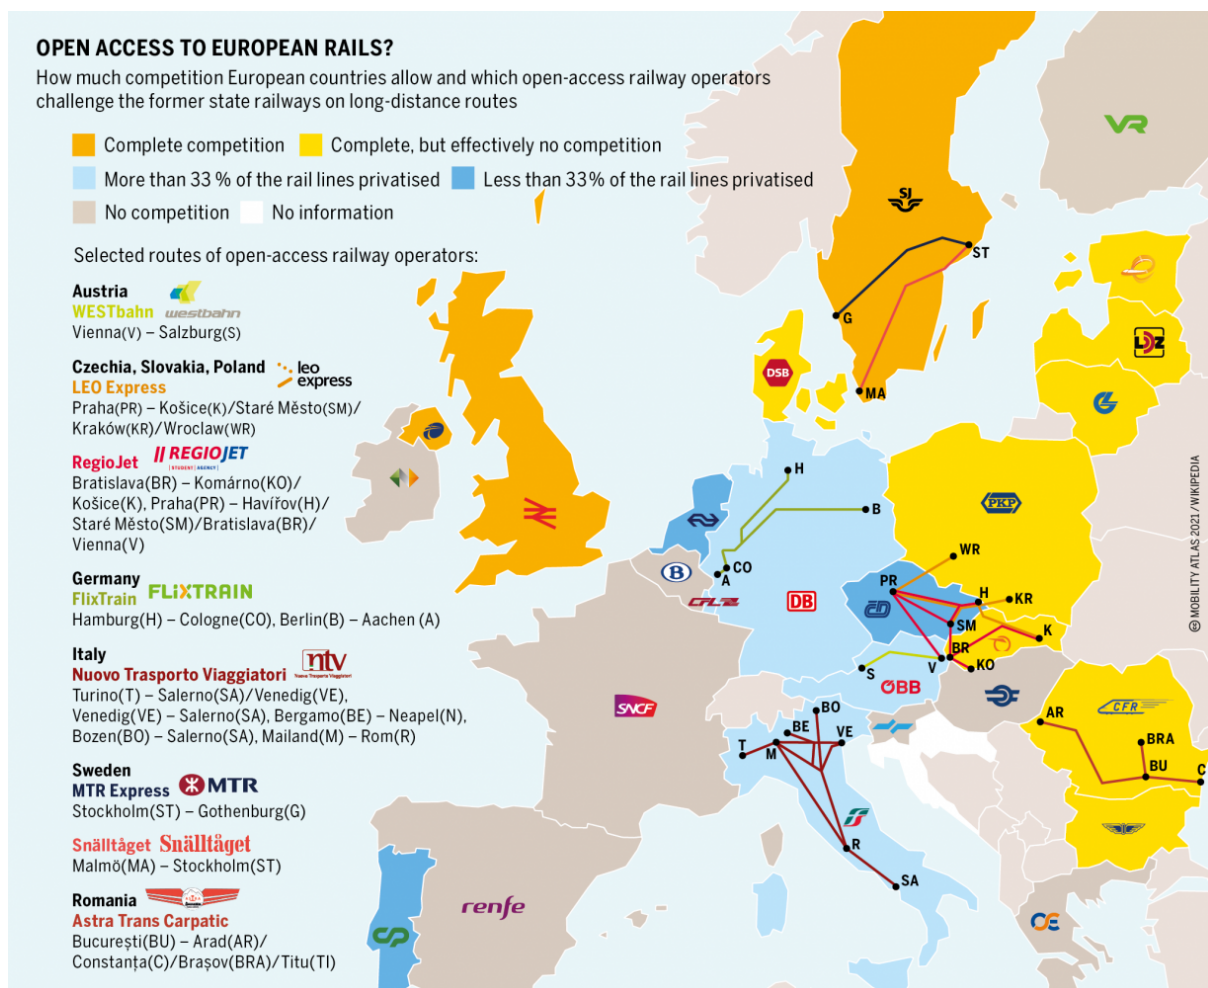 OPEN ACCESS TO EUROPEAN RAILS?
How much competition European countries allow and which open-access railway operators
challenge the former state railways on long-distance routes
Complete competition
Complete, but effectively no competition
More than 33 % of the rail lines privatised
Less than 33 % of the rail lines privatised
No competition
No information
Selected routes of open-access railway operators:
Austria
WESTbahn
westbahn
Vienna(V) – Salzburg(S)
Czechia, Slovakia, Poland
LEO Express
leo
express
Praha(PR) – Košice(K)/Staré Město(SM)/
Kraków(KR)/Wroclaw(WR)
RegioJet
REGIOJET
STUDENT AGENCY
Bratislava(BR) – Komárno(KO)/
Košice(K), Praha(PR) – Havířov(H)/
Staré Město(SM)/Bratislava(BR)/
Vienna(V)
Germany
FlixTrain
FLiXTRAIN
Hamburg(H) – Cologne(CO), Berlin(B) – Aachen (A)
Italy
Nuovo Trasporto Viaggiatori
ntv
Nuovo Trasporto Viaggiatori
Turino(T) – Salerno(SA)/Venedig(VE),
Venedig(VE) – Salerno(SA), Bergamo(BE) – Neapel(N),
Bozen(BO) – Salerno(SA), Mailand(M) – Rom(R)
Sweden
MTR Express
MTR
Stockholm(ST) – Gothenburg(G)
Snälltåget
Snälltåget
Malmö(MA) – Stockholm(ST)
Romania
Astra Trans Carpatic
București(BU) – Arad(AR)/
Constanța(C)/Brașov(BRA)/Titu(TI)
VR
SJ
ST
G
MA
DSB
LDZ
H
B
CO
A
B
CFL
DB
PKP
WR
PR
H
KR
ČD
SM
K
BR
V
KO
S
ÖBB
SNCF
BO
BE
VE
T
M
R
SA
CFR
AR
BRA
BU
C
renfe
CP
OE
MOBILITY ATLAS 2021 / WIKIPEDIA